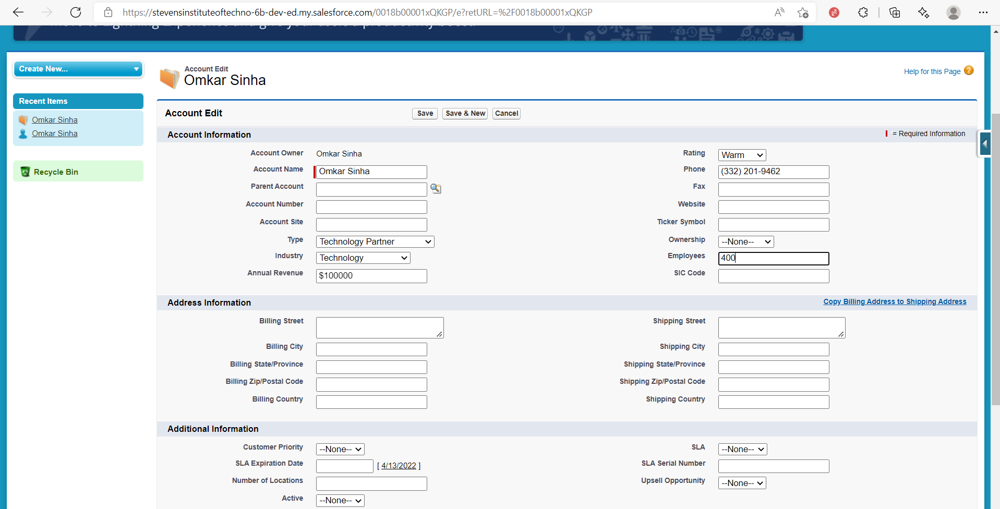 https://stevensinstituteoftechno-6b-dev-ed.my.salesforce.com/0018b00001xQKGP/e?retURL=%2F0018b00001xQKGP
Create New...
Recent Items
Omkar Sinha
Omkar Sinha
Recycle Bin
Account Edit
Omkar Sinha
Help for this Page ?
Account Edit
Save
Save & New
Cancel
Account Information
= Required Information
Account Owner Omkar Sinha
Rating Warm
Account Name Omkar Sinha
Phone (332) 201-9462
Parent Account
Fax
Account Number
Website
Account Site
Ticker Symbol
Type Technology Partner
Ownership --None--
Industry Technology
Employees 400
Annual Revenue $100000
SIC Code
Address Information
Copy Billing Address to Shipping Address
Billing Street
Shipping Street
Billing City
Shipping City
Billing State/Province
Shipping State/Province
Billing Zip/Postal Code
Shipping Zip/Postal Code
Billing Country
Shipping Country
Additional Information
Customer Priority --None--
SLA --None--
SLA Expiration Date [ 4/13/2022 ]
SLA Serial Number
Number of Locations
Upsell Opportunity --None--
Active --None--